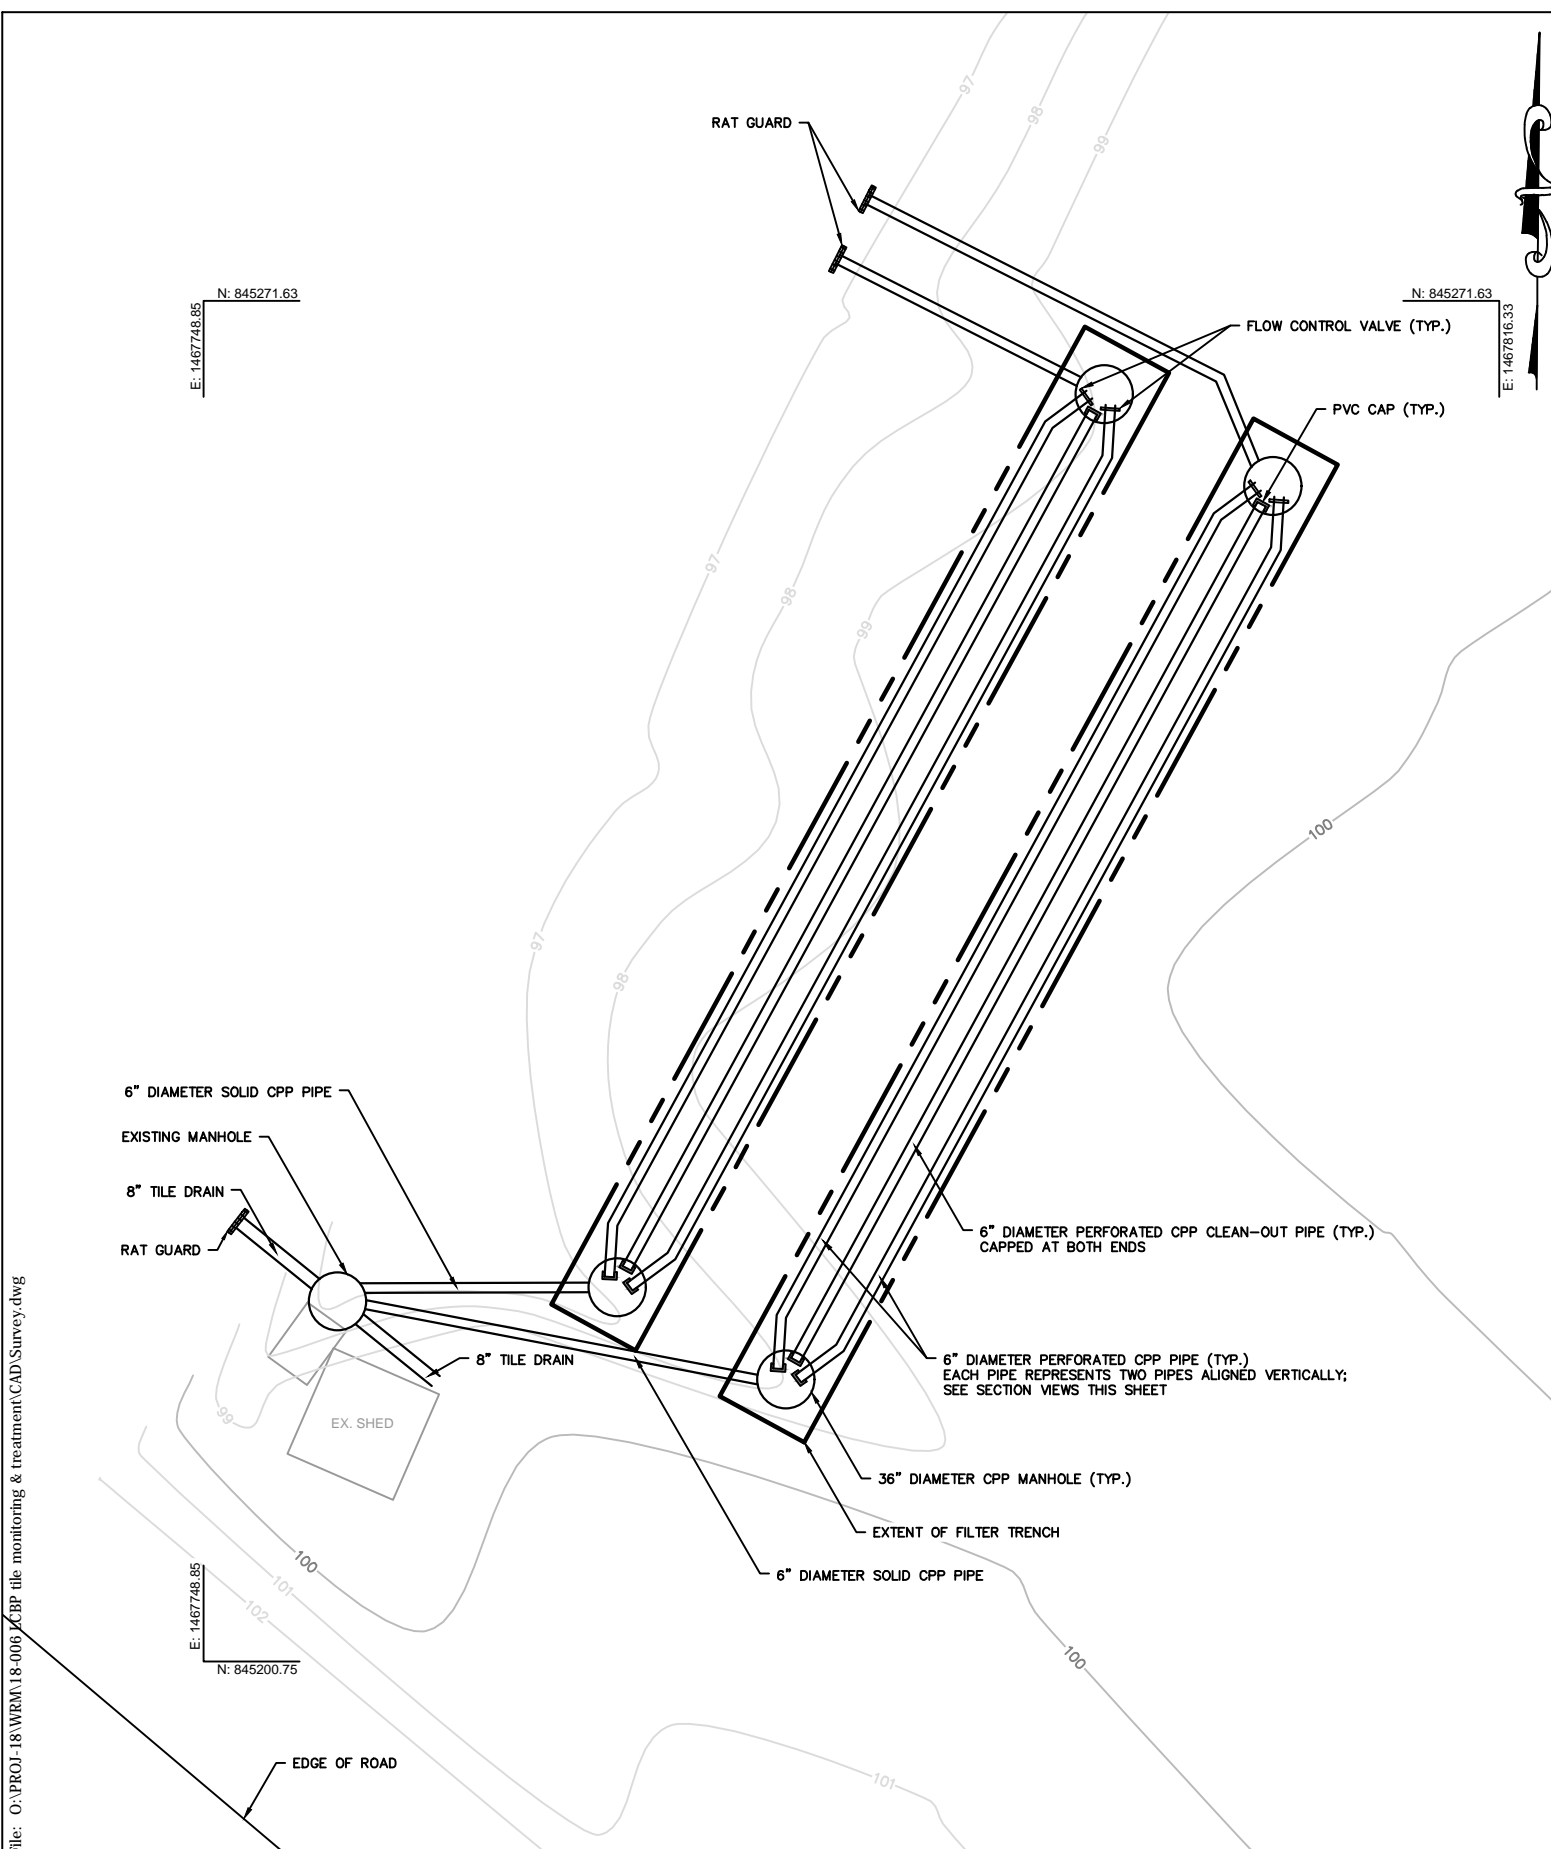 97
98
99
RAT GUARD
N: 845271.63
E: 1467748.85
N: 845271.63
E: 1467816.33
FLOW CONTROL VALVE (TYP.)
PVC CAP (TYP.)
97
98
99
100
97
98
6" DIAMETER SOLID CPP PIPE
EXISTING MANHOLE
8" TILE DRAIN
RAT GUARD
6" DIAMETER PERFORATED CPP CLEAN-OUT PIPE (TYP.)
CAPPED AT BOTH ENDS
8" TILE DRAIN
6" DIAMETER PERFORATED CPP PIPE (TYP.)
EACH PIPE REPRESENTS TWO PIPES ALIGNED VERTICALLY;
SEE SECTION VIEWS THIS SHEET
99
EX. SHED
36" DIAMETER CPP MANHOLE (TYP.)
EXTENT OF FILTER TRENCH
6" DIAMETER SOLID CPP PIPE
100
101
102
E: 1467748.85
N: 845200.75
100
EDGE OF ROAD
101
file: O:\PROJ-18\WRM\18-006 LCBP tile monitoring & treatment\CAD\Survey.dwg